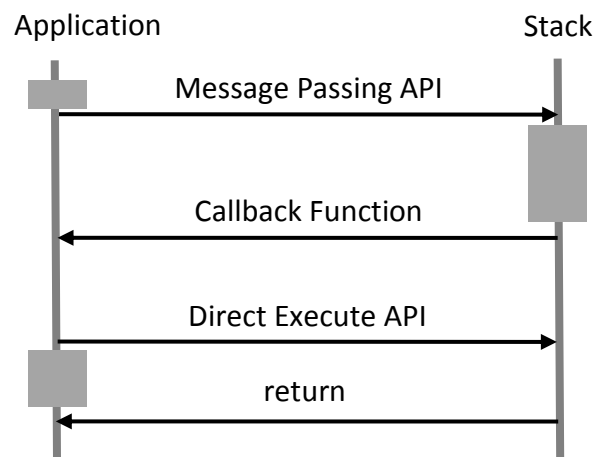 Application
Stack
Message Passing API
Callback Function
Direct Execute API
return